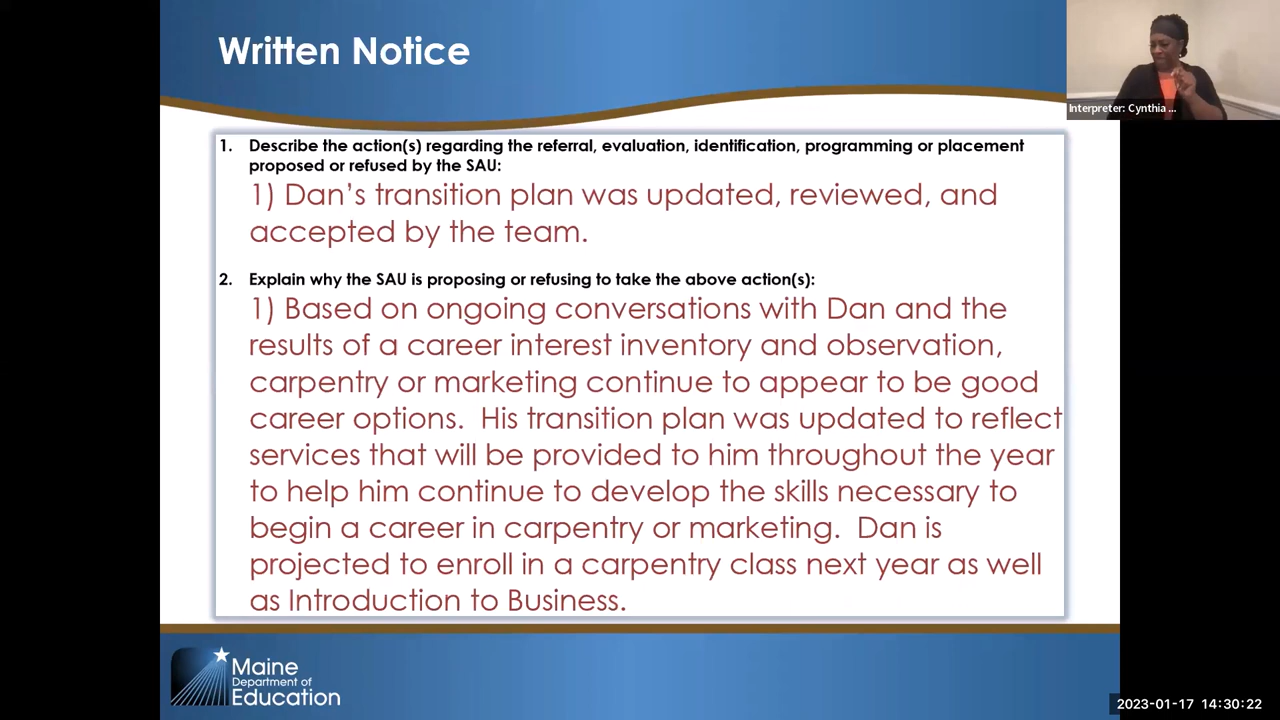 Written Notice
Interpreter: Cynthia ...
1. Describe the action(s) regarding the referral, evaluation, identification, programming or placement
proposed or refused by the SAU:
1) Dan’s transition plan was updated, reviewed, and
accepted by the team.
2. Explain why the SAU is proposing or refusing to take the above action(s):
1) Based on ongoing conversations with Dan and the
results of a career interest inventory and observation,
carpentry or marketing continue to appear to be good
career options.  His transition plan was updated to reflect
services that will be provided to him throughout the year
to help him continue to develop the skills necessary to
begin a career in carpentry or marketing.  Dan is
projected to enroll in a carpentry class next year as well
as Introduction to Business.
Maine
Department of
Education
2023-01-17 14:30:22